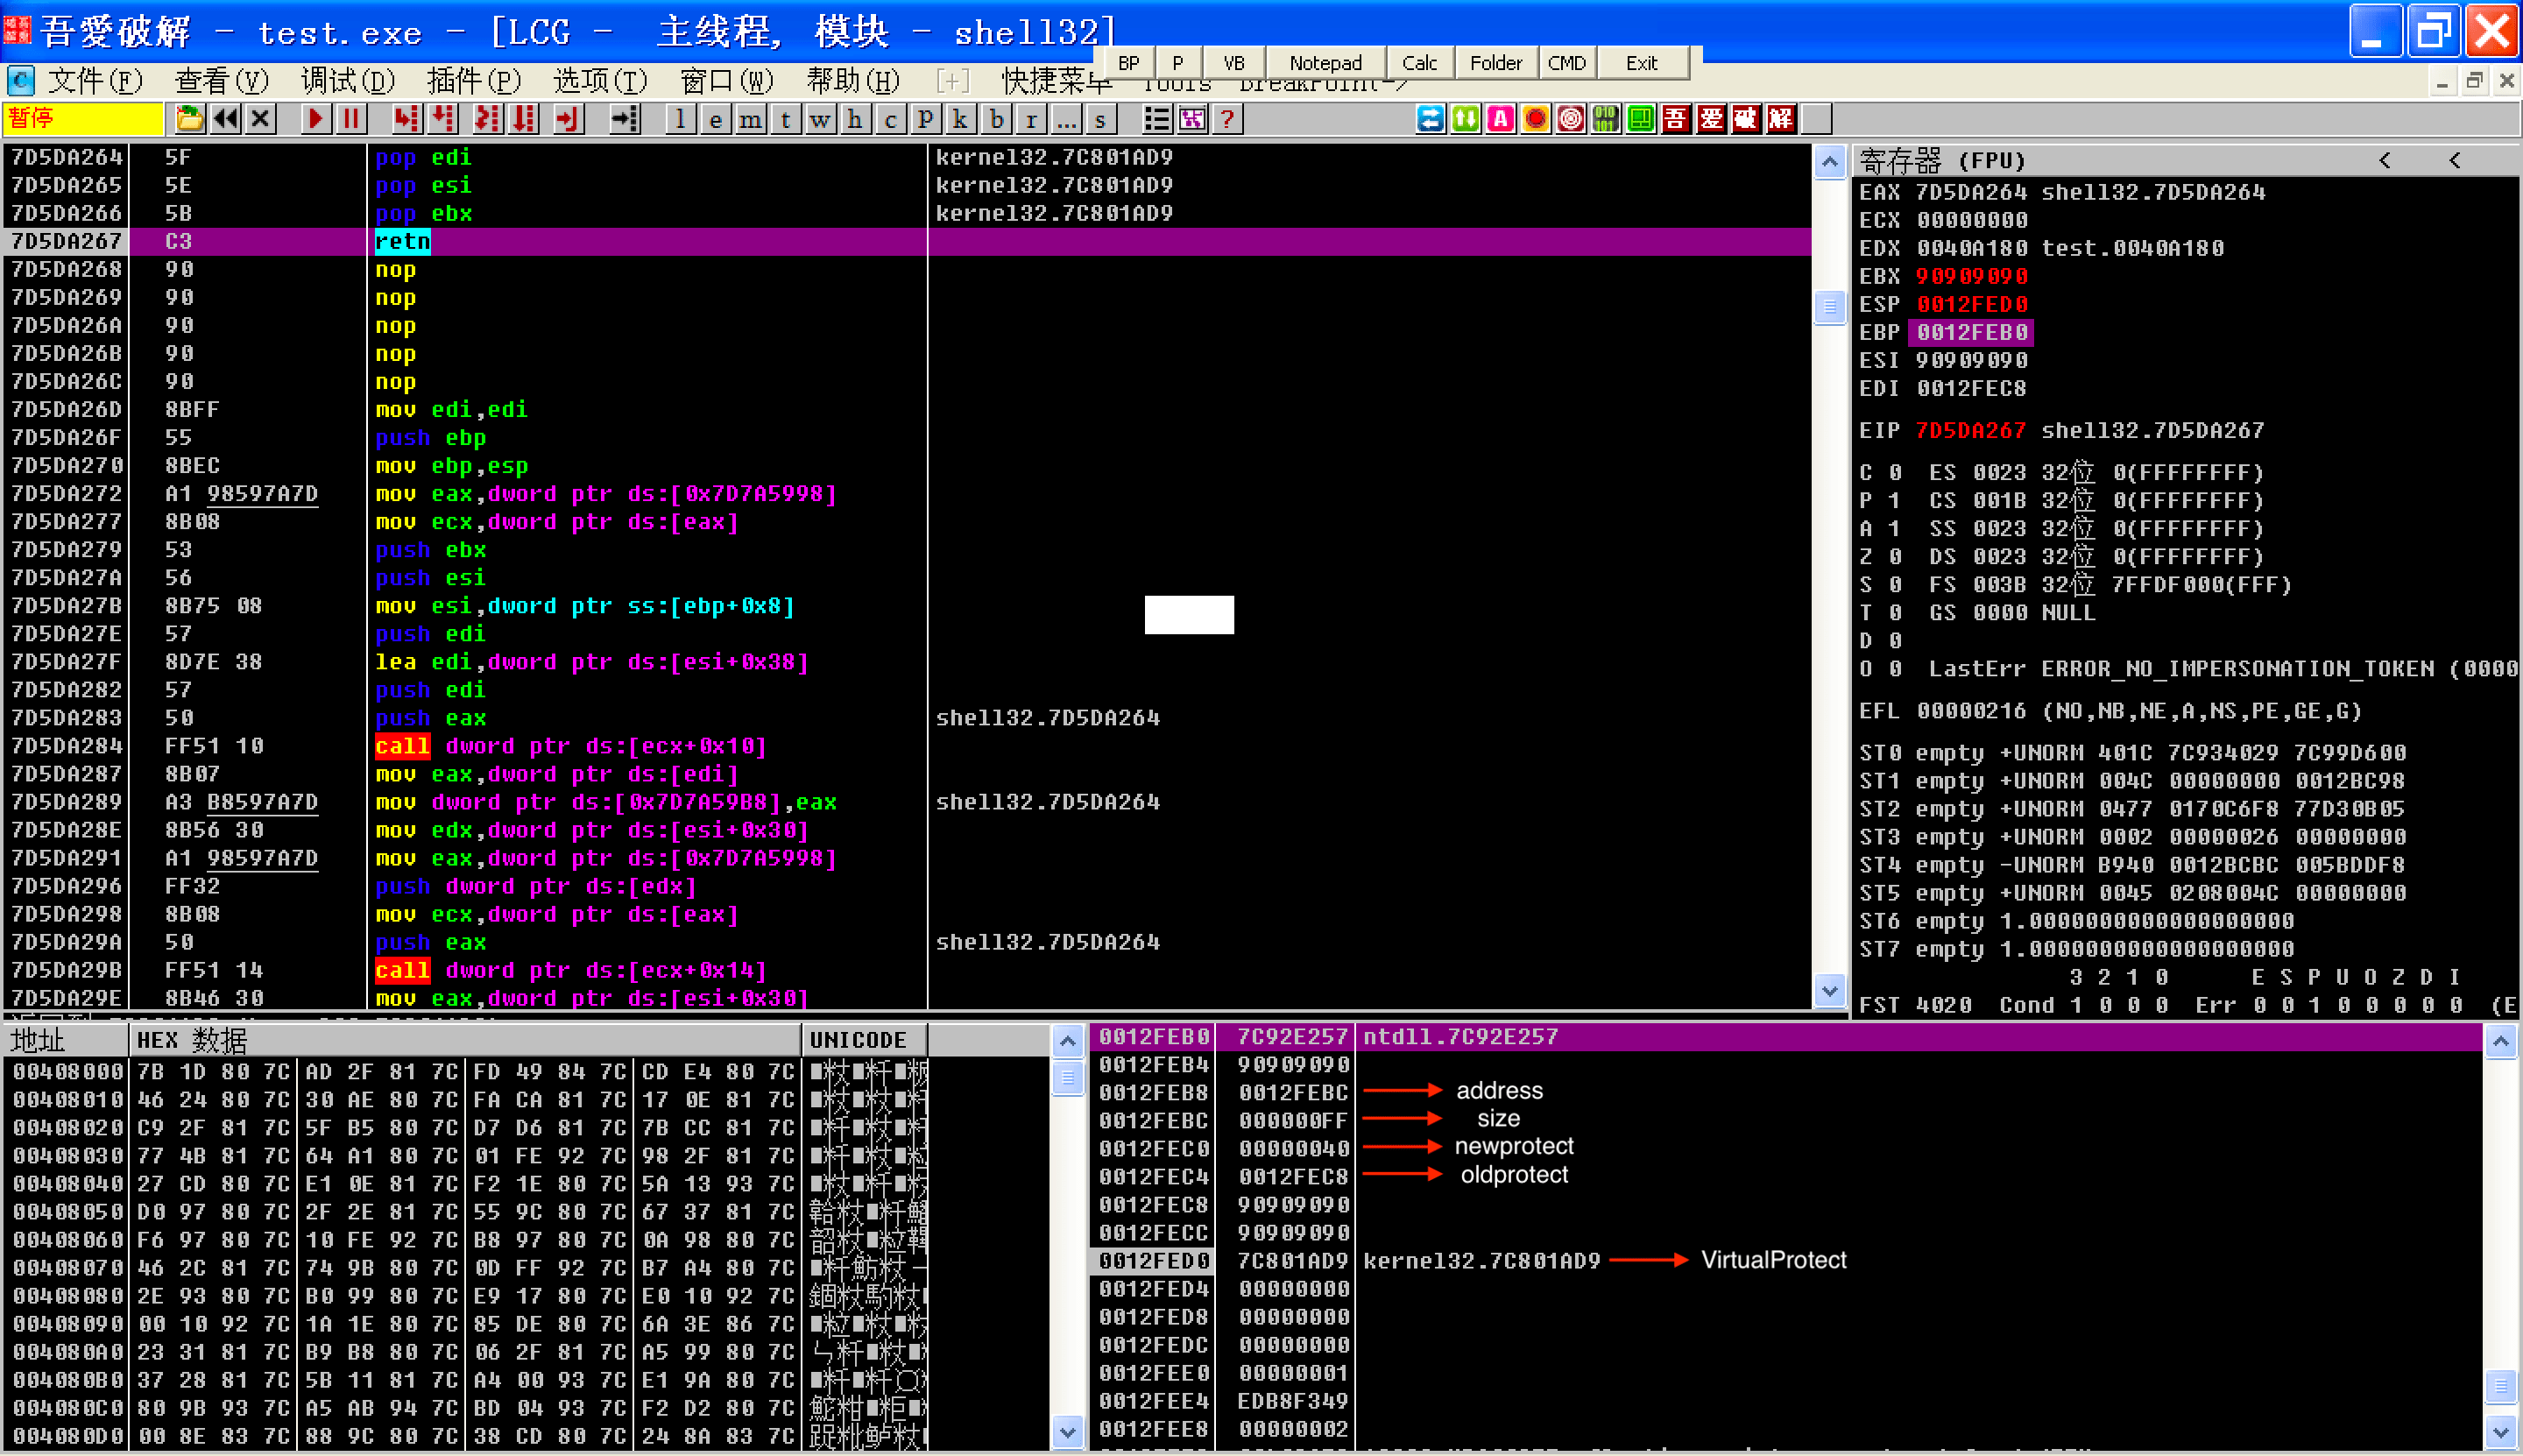 吾愛破解 - test.exe - [LCG - 主线程, 模块 - shell32]
BP P VB Notepad Calc Folder CMD Exit
文件(F) 查看(V) 调试(D) 插件(P) 选项(T) 窗口(W) 帮助(H) [+] 快捷菜单 Tools BreakPoint->
暂停 l e m t w h c P k b r ... s ? 吾 爱 破 解
7D5DA264 5F pop edi kernel32.7C801AD9
7D5DA265 5E pop esi kernel32.7C801AD9
7D5DA266 5B pop ebx kernel32.7C801AD9
7D5DA267 C3 retn
7D5DA268 90 nop
7D5DA269 90 nop
7D5DA26A 90 nop
7D5DA26B 90 nop
7D5DA26C 90 nop
7D5DA26D 8BFF mov edi,edi
7D5DA26F 55 push ebp
7D5DA270 8BEC mov ebp,esp
7D5DA272 A1 98597A7D mov eax,dword ptr ds:[0x7D7A5998]
7D5DA277 8B08 mov ecx,dword ptr ds:[eax]
7D5DA279 53 push ebx
7D5DA27A 56 push esi
7D5DA27B 8B75 08 mov esi,dword ptr ss:[ebp+0x8]
7D5DA27E 57 push edi
7D5DA27F 8D7E 38 lea edi,dword ptr ds:[esi+0x38]
7D5DA282 57 push edi
7D5DA283 50 push eax shell32.7D5DA264
7D5DA284 FF51 10 call dword ptr ds:[ecx+0x10]
7D5DA287 8B07 mov eax,dword ptr ds:[edi]
7D5DA289 A3 B8597A7D mov dword ptr ds:[0x7D7A59B8],eax shell32.7D5DA264
7D5DA28E 8B56 30 mov edx,dword ptr ds:[esi+0x30]
7D5DA291 A1 98597A7D mov eax,dword ptr ds:[0x7D7A5998]
7D5DA296 FF32 push dword ptr ds:[edx]
7D5DA298 8B08 mov ecx,dword ptr ds:[eax]
7D5DA29A 50 push eax shell32.7D5DA264
7D5DA29B FF51 14 call dword ptr ds:[ecx+0x14]
7D5DA29E 8B46 30 mov eax,dword ptr ds:[esi+0x30]
寄存器 (FPU) < <
EAX 7D5DA264 shell32.7D5DA264
ECX 00000000
EDX 0040A180 test.0040A180
EBX 90909090
ESP 0012FED0
EBP 0012FEB0
ESI 90909090
EDI 0012FEC8
EIP 7D5DA267 shell32.7D5DA267
C 0 ES 0023 32位 0(FFFFFFFF)
P 1 CS 001B 32位 0(FFFFFFFF)
A 1 SS 0023 32位 0(FFFFFFFF)
Z 0 DS 0023 32位 0(FFFFFFFF)
S 0 FS 003B 32位 7FFDF000(FFF)
T 0 GS 0000 NULL
D 0
O 0 LastErr ERROR_NO_IMPERSONATION_TOKEN (0000
EFL 00000216 (NO,NB,NE,A,NS,PE,GE,G)
ST0 empty +UNORM 401C 7C934029 7C99D600
ST1 empty +UNORM 004C 00000000 0012BC98
ST2 empty +UNORM 0477 0170C6F8 77D30B05
ST3 empty +UNORM 0002 00000026 00000000
ST4 empty -UNORM B940 0012BCBC 005BDDF8
ST5 empty +UNORM 0045 0208004C 00000000
ST6 empty 1.0000000000000000000
ST7 empty 1.0000000000000000000
3 2 1 0 E S P U O Z D I
FST 4020 Cond 1 0 0 0 Err 0 0 1 0 0 0 0 0 (E
地址 HEX 数据 UNICODE
00408000 7B 1D 80 7C AD 2F 81 7C FD 49 84 7C CD E4 80 7C
00408010 46 24 80 7C 30 AE 80 7C FA CA 81 7C 17 0E 81 7C
00408020 C9 2F 81 7C 5F B5 80 7C D7 D6 81 7C 7B CC 81 7C
00408030 77 4B 81 7C 64 A1 80 7C 01 FE 92 7C 98 2F 81 7C
00408040 27 CD 80 7C E1 0E 81 7C F2 1E 80 7C 5A 13 93 7C
00408050 D0 97 80 7C 2F 2E 81 7C 55 9C 80 7C 67 37 81 7C
00408060 F6 97 80 7C 10 FE 92 7C B8 97 80 7C 0A 98 80 7C
00408070 46 2C 81 7C 74 9B 80 7C 0D FF 92 7C B7 A4 80 7C
00408080 2E 93 80 7C B0 99 80 7C E9 17 80 7C E0 10 92 7C
00408090 00 10 92 7C 1A 1E 80 7C 85 DE 80 7C 6A 3E 86 7C
004080A0 23 31 81 7C B9 B8 80 7C 06 2F 81 7C A5 99 80 7C
004080B0 37 28 81 7C 5B 11 81 7C A4 00 93 7C E1 9A 80 7C
004080C0 80 9B 93 7C A5 AB 94 7C BD 04 93 7C F2 D2 80 7C
004080D0 00 8E 83 7C 88 9C 80 7C 38 CD 80 7C 24 8A 83 7C
0012FEB0 7C92E257 ntdll.7C92E257
0012FEB4 90909090
0012FEB8 0012FEBC address
0012FEBC 000000FF size
0012FEC0 00000040 newprotect
0012FEC4 0012FEC8 oldprotect
0012FEC8 90909090
0012FECC 90909090
0012FED0 7C801AD9 kernel32.7C801AD9 VirtualProtect
0012FED4 00000000
0012FED8 00000000
0012FEDC 00000000
0012FEE0 00000001
0012FEE4 EDB8F349
0012FEE8 00000002